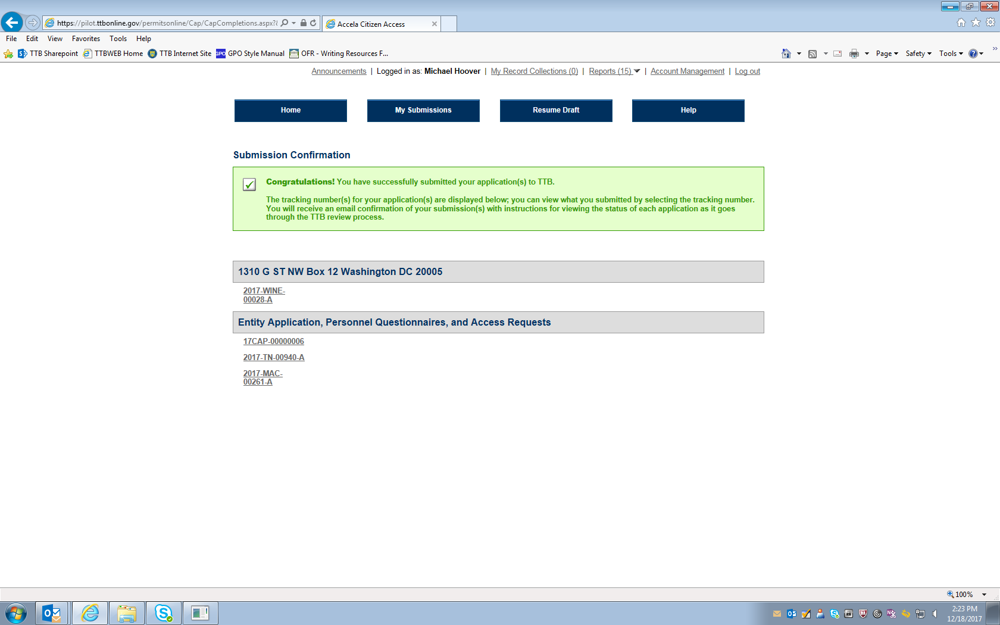 https://pilot.ttbonline.gov/permitsonline/Cap/CapCompletions.aspx?
Accela Citizen Access
File Edit View Favorites Tools Help
TTB Sharepoint TTBWEB Home TTB Internet Site GPO GPO Style Manual OFR - Writing Resources F...
Page Safety Tools
Announcements | Logged in as: Michael Hoover | My Record Collections (0) | Reports (15) | Account Management | Log out
Home My Submissions Resume Draft Help
Submission Confirmation
Congratulations! You have successfully submitted your application(s) to TTB.
The tracking number(s) for your application(s) are displayed below; you can view what you submitted by selecting the tracking number.
You will receive an email confirmation of your submission(s) with instructions for viewing the status of each application as it goes
through the TTB review process.
1310 G ST NW Box 12 Washington DC 20005
2017-WINE-
00028-A
Entity Application, Personnel Questionnaires, and Access Requests
17CAP-00000006
2017-TN-00940-A
2017-MAC-
00261-A
100%
2:23 PM
12/18/2017